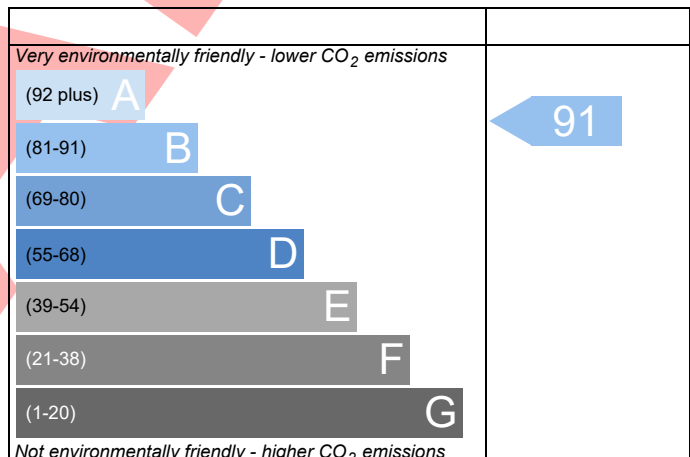 Very environmentally friendly - lower CO2 emissions
(92 plus) A
91
(81-91) B
(69-80) C
(55-68) D
(39-54) E
(21-38) F
(1-20) G
Not environmentally friendly - higher CO2 emissions